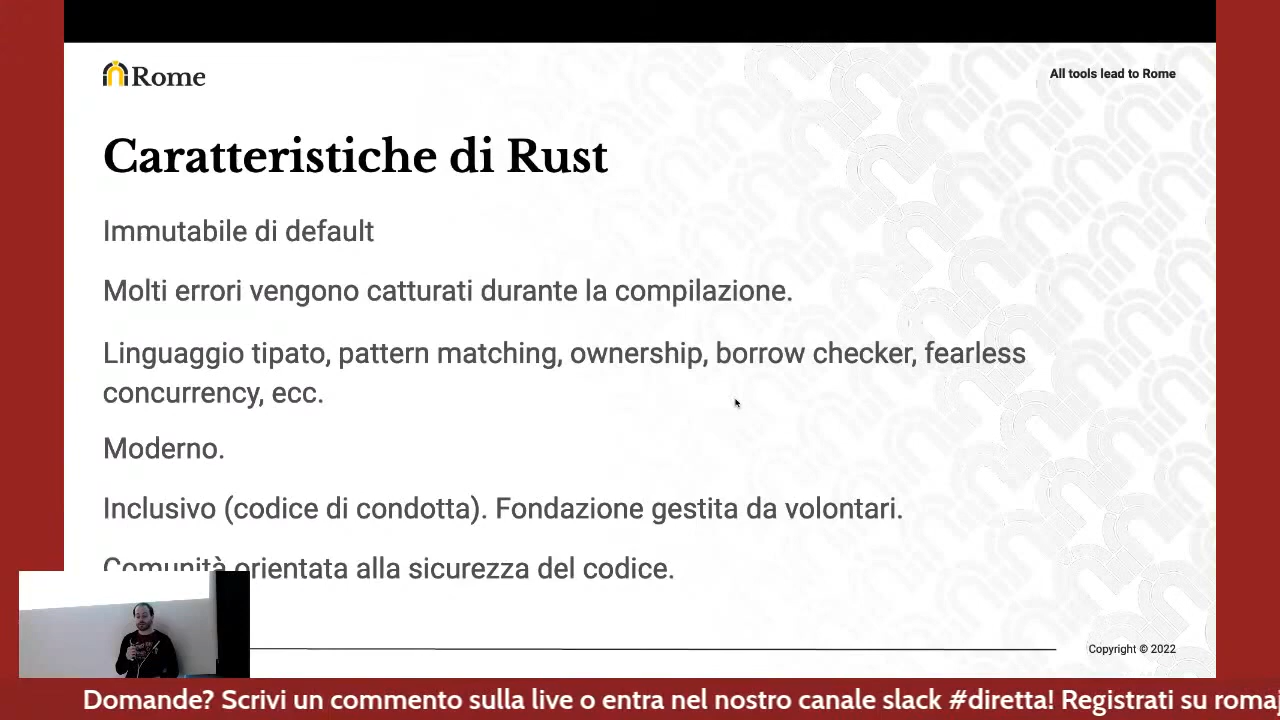 Rome
All tools lead to Rome
Caratteristiche di Rust
Immutabile di default
Molti errori vengono catturati durante la compilazione.
Linguaggio tipato, pattern matching, ownership, borrow checker, fearless
concurrency, ecc.
Moderno.
Inclusivo (codice di condotta). Fondazione gestita da volontari.
Comunità orientata alla sicurezza del codice.
Copyright © 2022
Domande? Scrivi un commento sulla live o entra nel nostro canale slack #diretta! Registrati su romaj